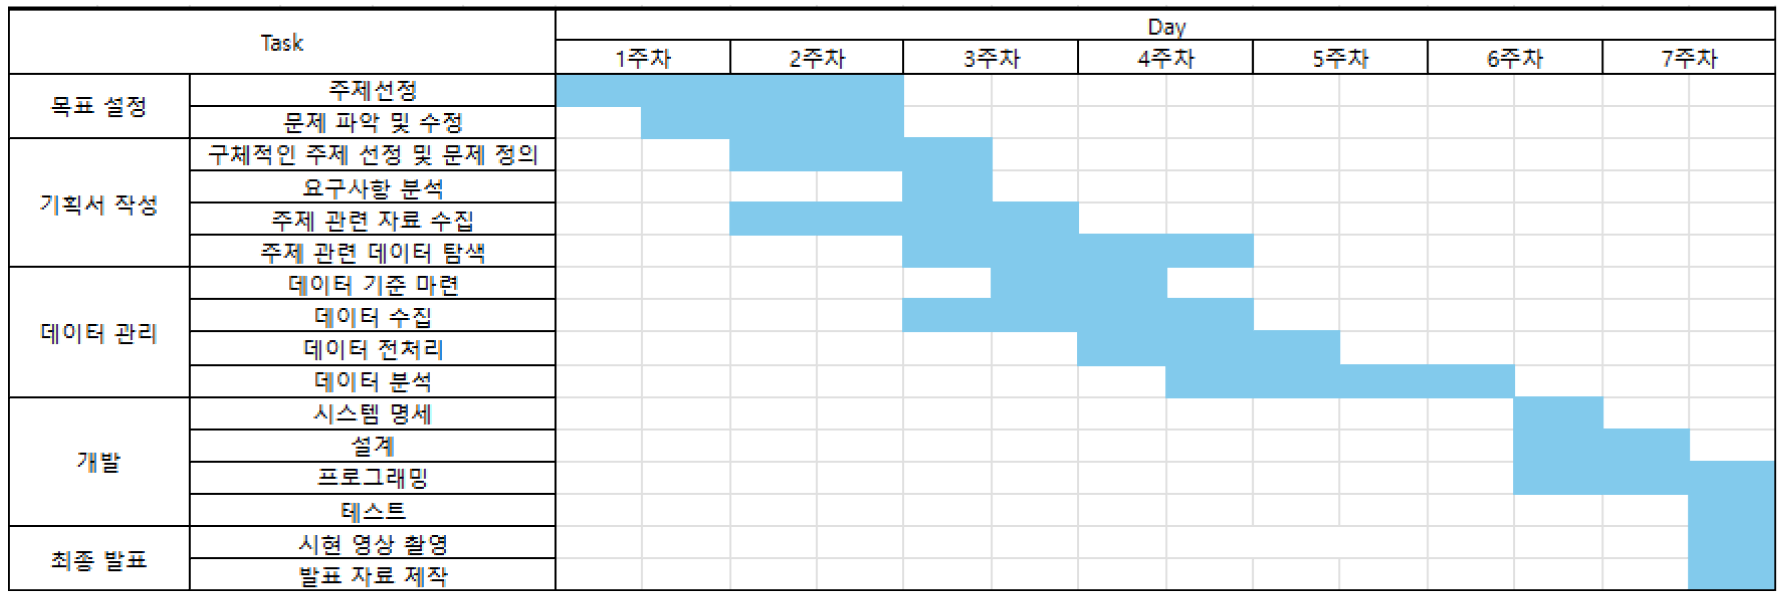 Task
Day
1주차 2주차 3주차 4주차 5주차 6주차 7주차
목표 설정
주제선정
문제 파악 및 수정
기획서 작성
구체적인 주제 선정 및 문제 정의
요구사항 분석
주제 관련 자료 수집
주제 관련 데이터 탐색
데이터 관리
데이터 기준 마련
데이터 수집
데이터 전처리
데이터 분석
개발
시스템 명세
설계
프로그래밍
테스트
최종 발표
시현 영상 촬영
발표 자료 제작